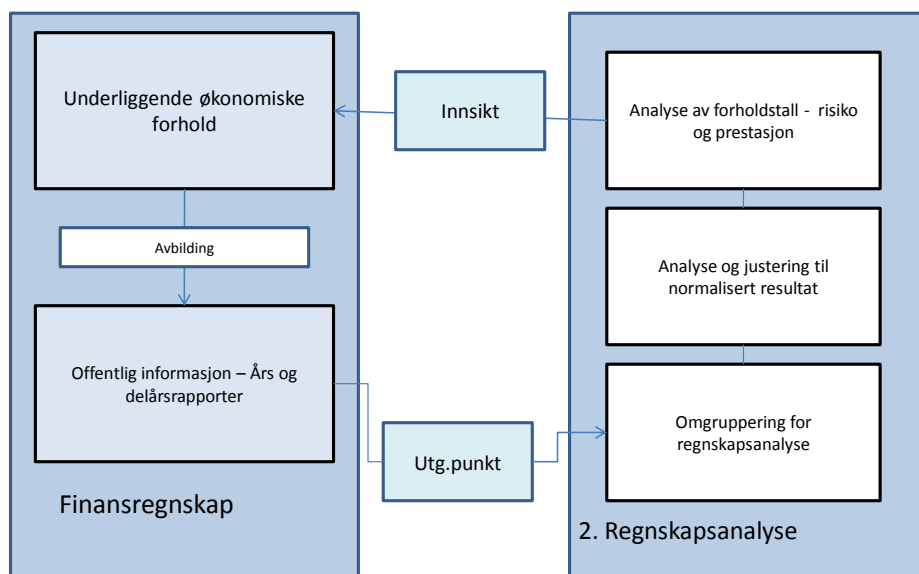 Underliggende økonomiske
forhold
Avbilding
Offentlig informasjon – Års og
delårsrapporter
Finansregnskap
Innsikt
Utg.punkt
Analyse av forholdstall - risiko
og prestasjon
Analyse og justering til
normalisert resultat
Omgruppering for
regnskapsanalyse
2. Regnskapsanalyse